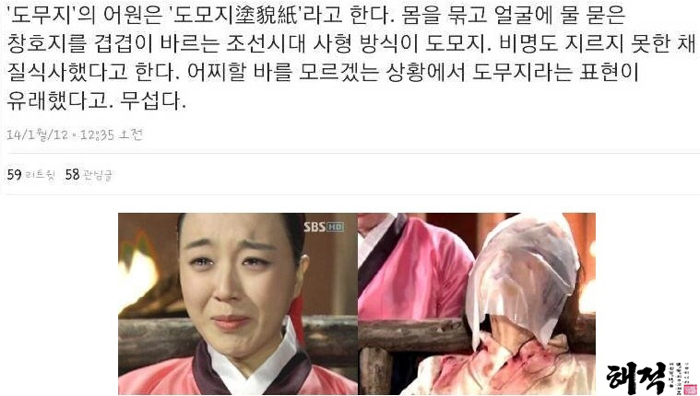 '도무지'의 어원은 '도모지塗貌紙'라고 한다. 몸을 묶고 얼굴에 물 묻은
창호지를 겹겹이 바르는 조선시대 사형 방식이 도모지. 비명도 지르지 못한 채
질식사했다고 한다. 어찌할 바를 모르겠는 상황에서 도무지라는 표현이
유래했다고. 무섭다.
14/1월/12, 12:35 오전
59 리트윗 58 관심글
SBS HD
해적